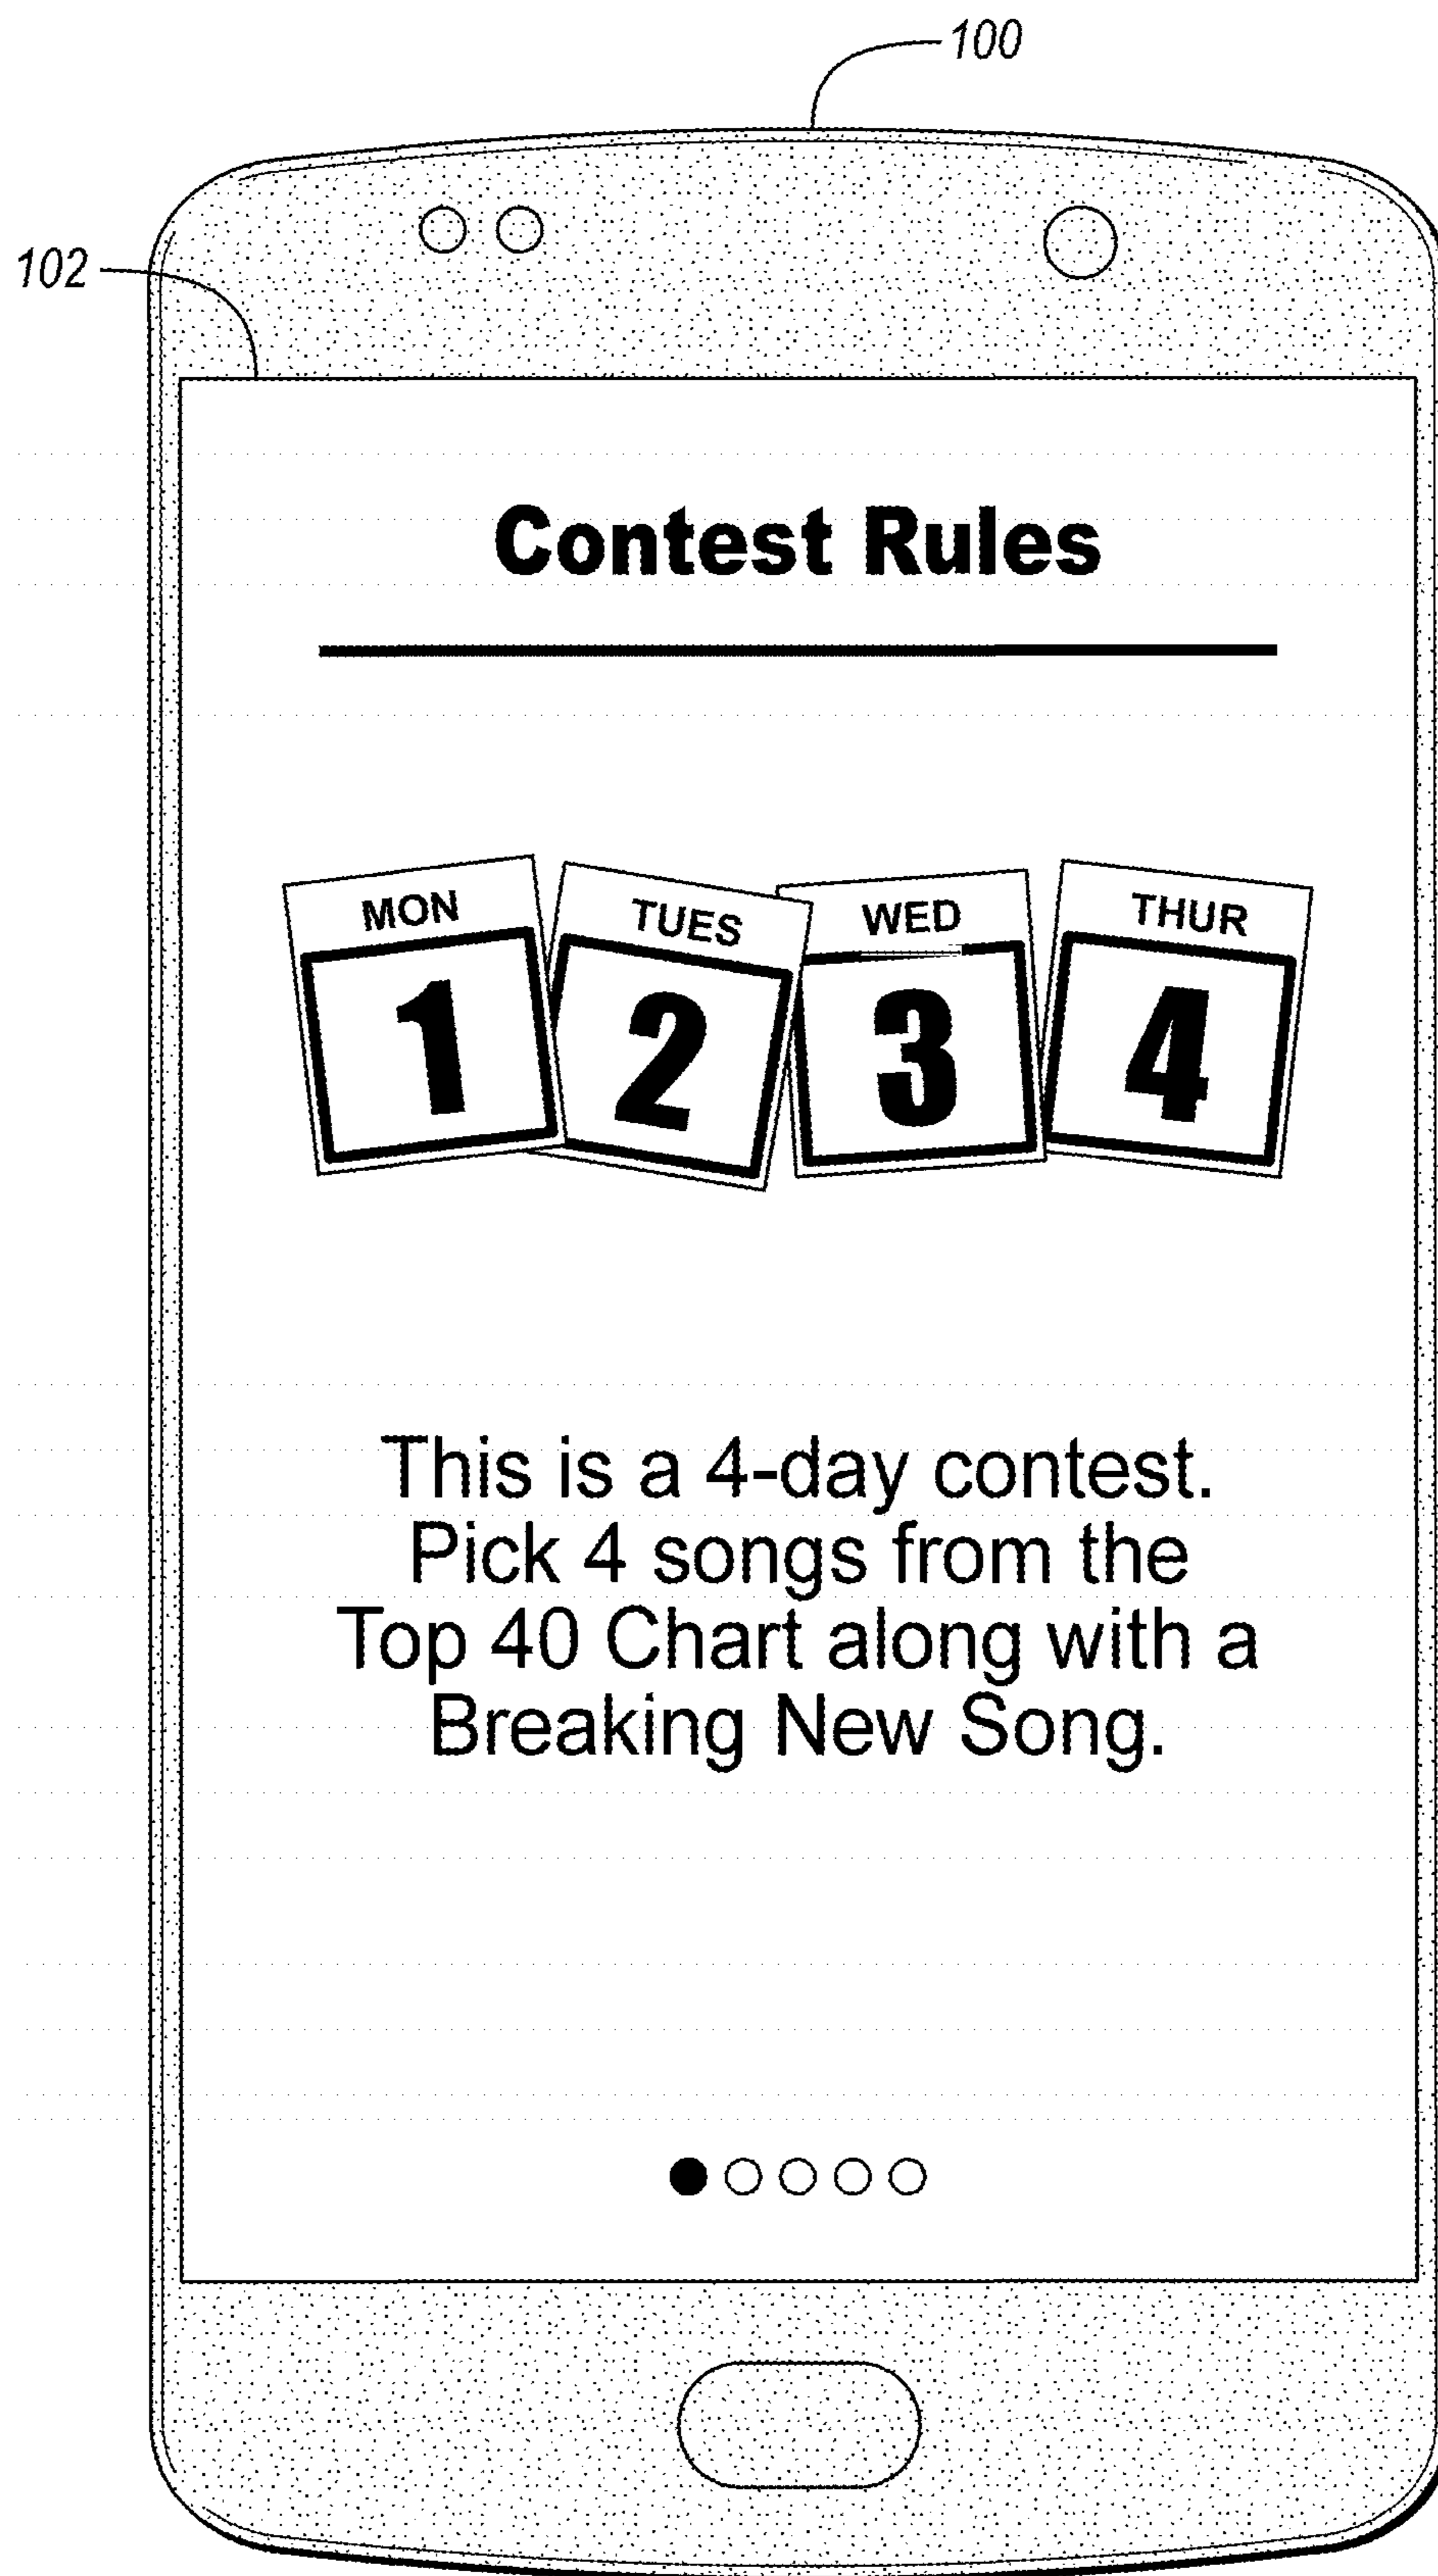 100
102
Contest Rules
MON TUES WED THUR
1 2 3 4
This is a 4-day contest.
Pick 4 songs from the
Top 40 Chart along with a
Breaking New Song.